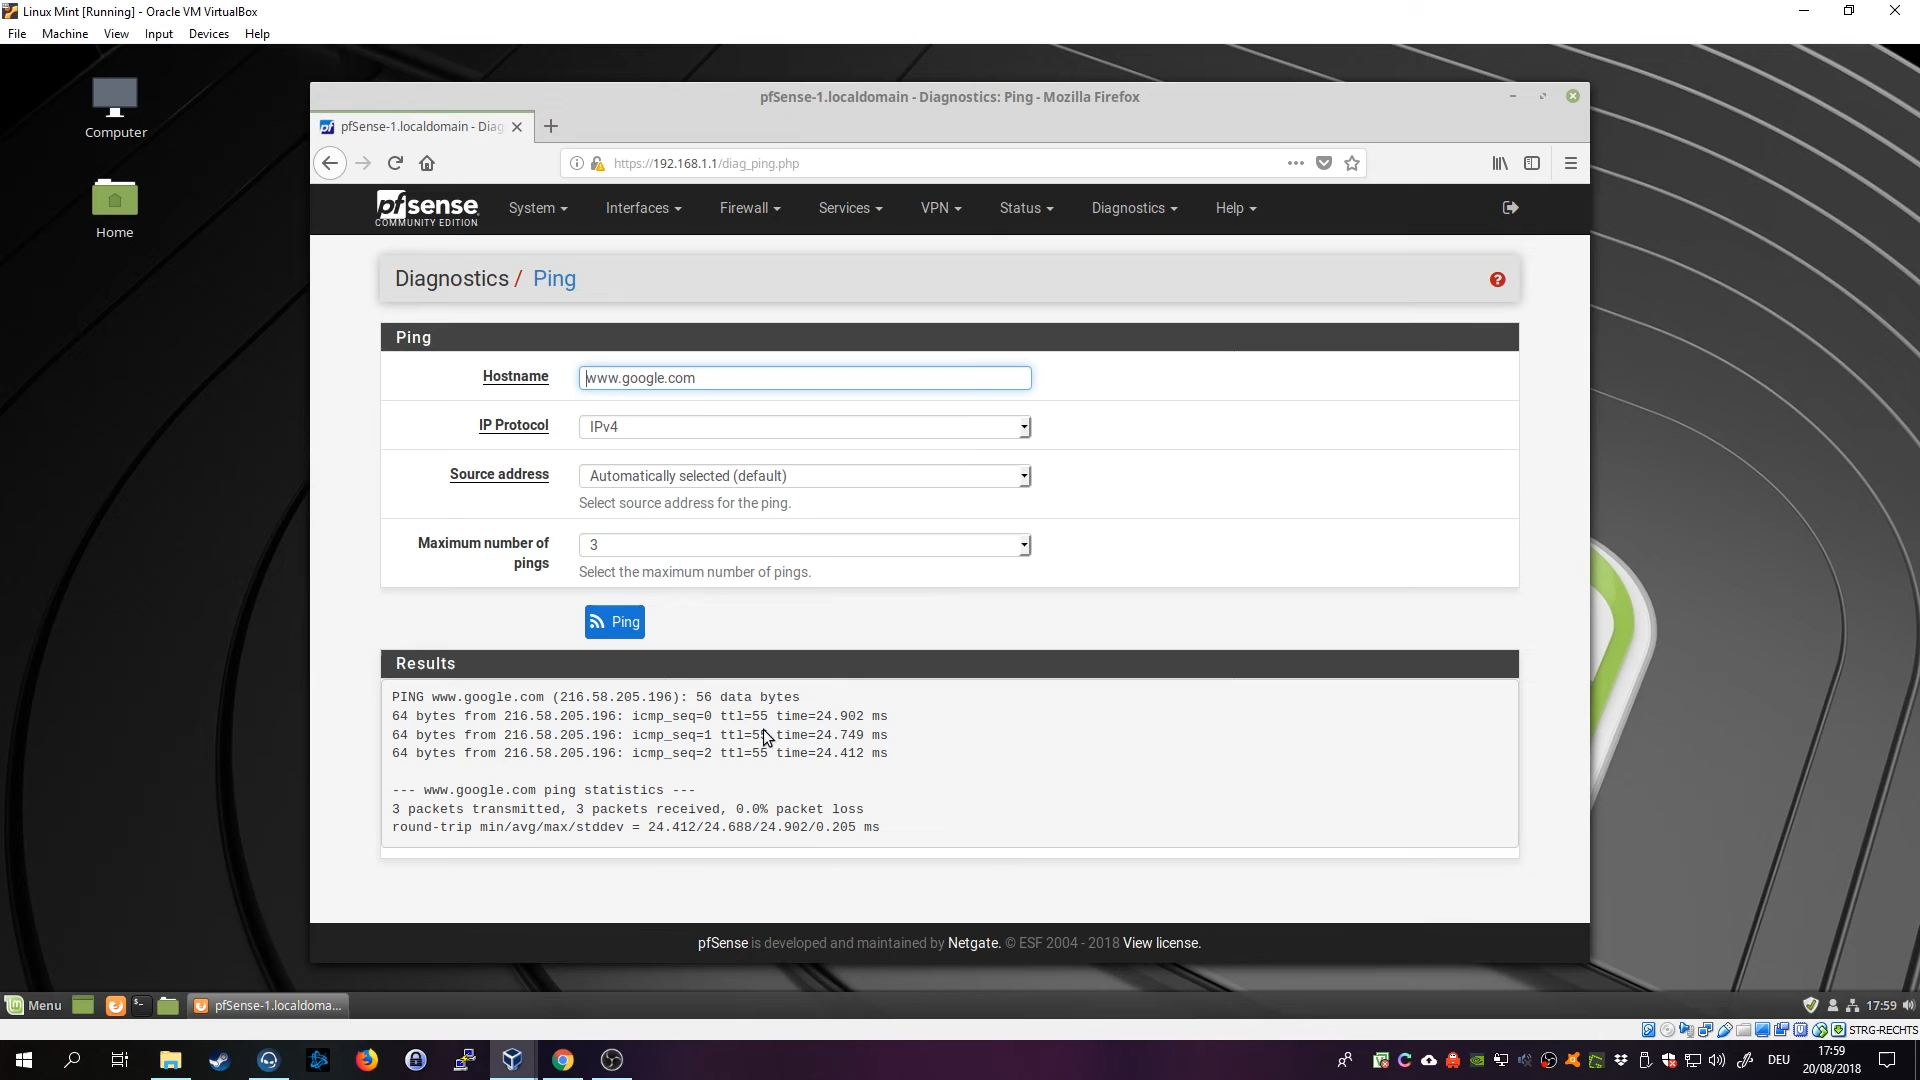 Linux Mint [Running] - Oracle VM VirtualBox
File Machine View Input Devices Help
Computer
Home
pfSense-1.localdomain - Diagnostics: Ping - Mozilla Firefox
pfSense-1.localdomain - Diag
https://192.168.1.1/diag_ping.php
pfsense
COMMUNITY EDITION
System Interfaces Firewall Services VPN Status Diagnostics Help
Diagnostics / Ping
Ping
Hostname www.google.com
IP Protocol IPv4
Source address Automatically selected (default)
Select source address for the ping.
Maximum number of pings 3
Select the maximum number of pings.
Ping
Results
PING www.google.com (216.58.205.196): 56 data bytes
64 bytes from 216.58.205.196: icmp_seq=0 ttl=55 time=24.902 ms
64 bytes from 216.58.205.196: icmp_seq=1 ttl=55 time=24.749 ms
64 bytes from 216.58.205.196: icmp_seq=2 ttl=55 time=24.412 ms
--- www.google.com ping statistics ---
3 packets transmitted, 3 packets received, 0.0% packet loss
round-trip min/avg/max/stddev = 24.412/24.688/24.902/0.205 ms
pfSense is developed and maintained by Netgate. © ESF 2004 - 2018 View license.
Menu
pfSense-1.localdoma...
17:59
STRG-RECHTS
DEU
17:59
20/08/2018